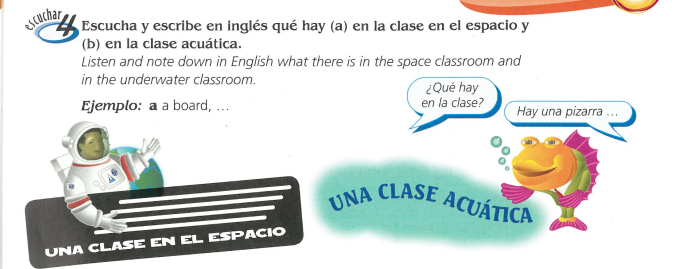 escuchar 4
Escucha y escribe en inglés qué hay (a) en la clase en el espacio y
(b) en la clase acuática.
Listen and note down in English what there is in the space classroom and
in the underwater classroom.
Ejemplo: a a board, …
¿Qué hay
en la clase?
Hay una pizarra …
UNA CLASE EN EL ESPACIO
UNA CLASE ACUÁTICA